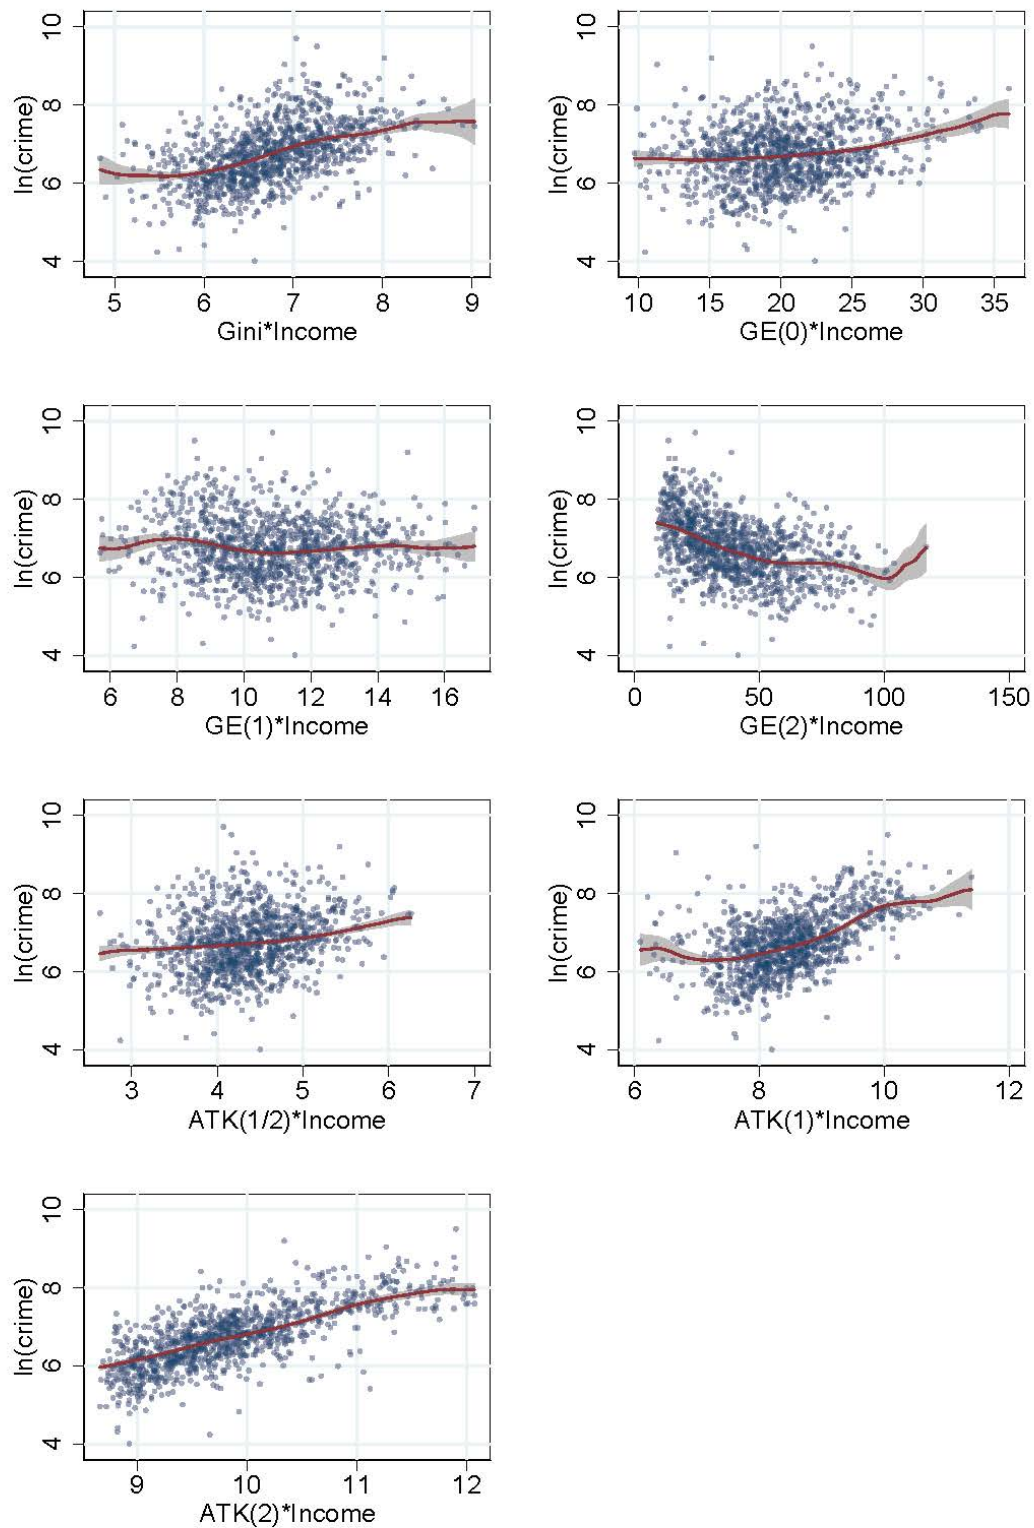 10
8
6
4
ln(crime)
5 6 7 8 9
Gini*Income
10
8
6
4
ln(crime)
10 15 20 25 30 35
GE(0)*Income
10
8
6
4
ln(crime)
6 8 10 12 14 16
GE(1)*Income
10
8
6
4
ln(crime)
0 50 100 150
GE(2)*Income
10
8
6
4
ln(crime)
3 4 5 6 7
ATK(1/2)*Income
10
8
6
4
ln(crime)
6 8 10 12
ATK(1)*Income
10
8
6
4
ln(crime)
9 10 11 12
ATK(2)*Income